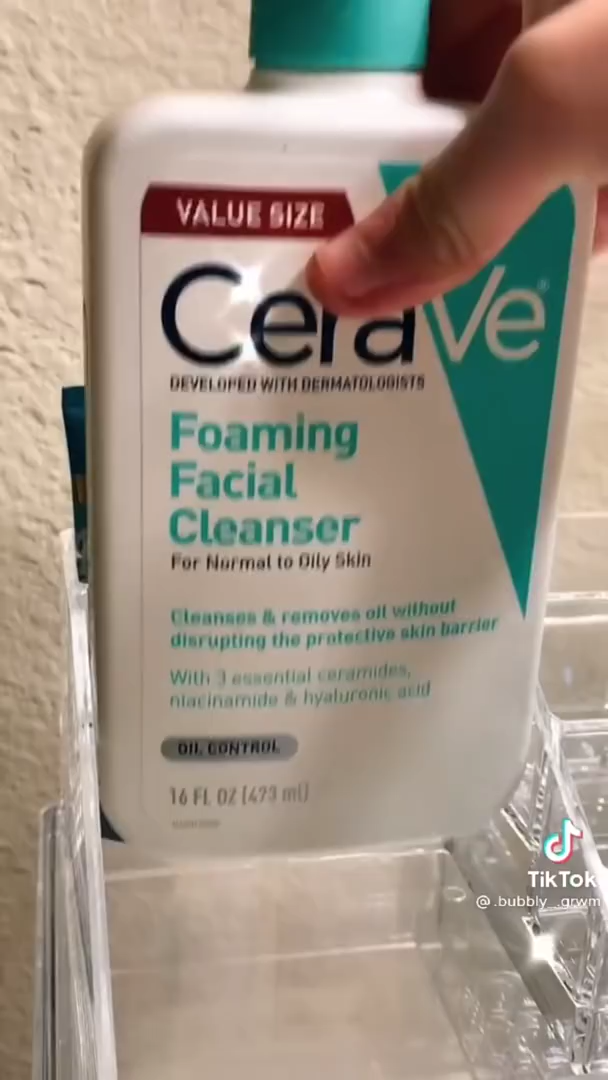 VALUE SIZE
CeraVe®
DEVELOPED WITH DERMATOLOGISTS
Foaming
Facial
Cleanser
For Normal to Oily Skin
Cleanses & removes oil without
disrupting the protective skin barrier
With 3 essential ceramides,
niacinamide & hyaluronic acid
OIL CONTROL
16 FL OZ (473 ml)
TikTok